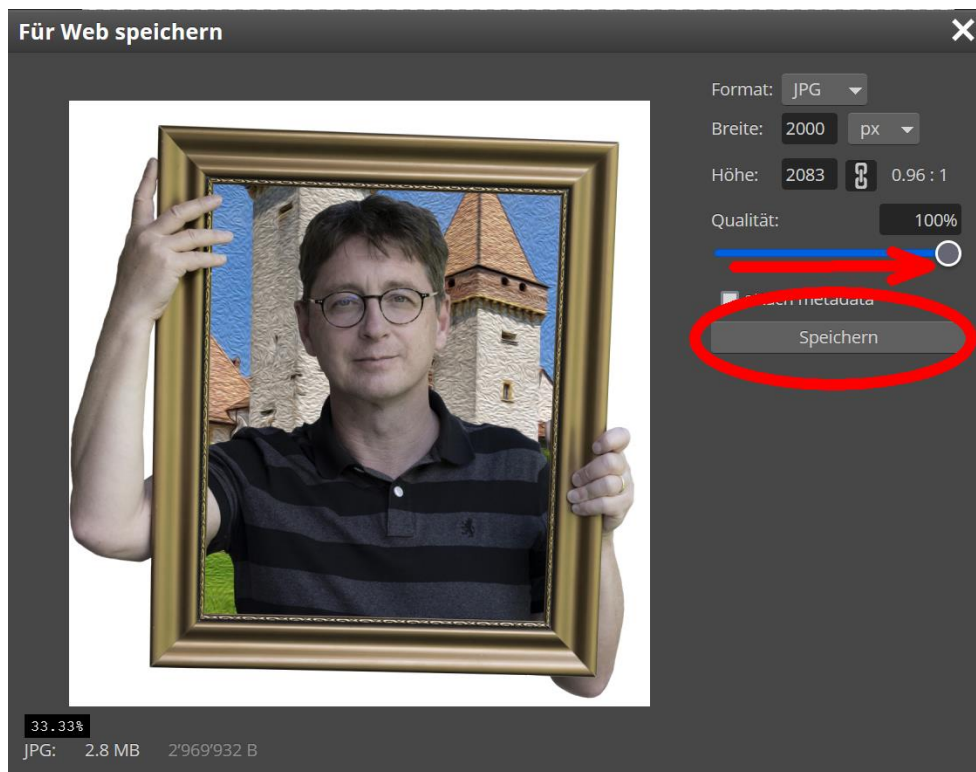 Für Web speichern
Format: JPG
Breite: 2000 px
Höhe: 2083 0.96 : 1
Qualität: 100%
metadata
Speichern
33.33%
JPG: 2.8 MB 2'969'932 B